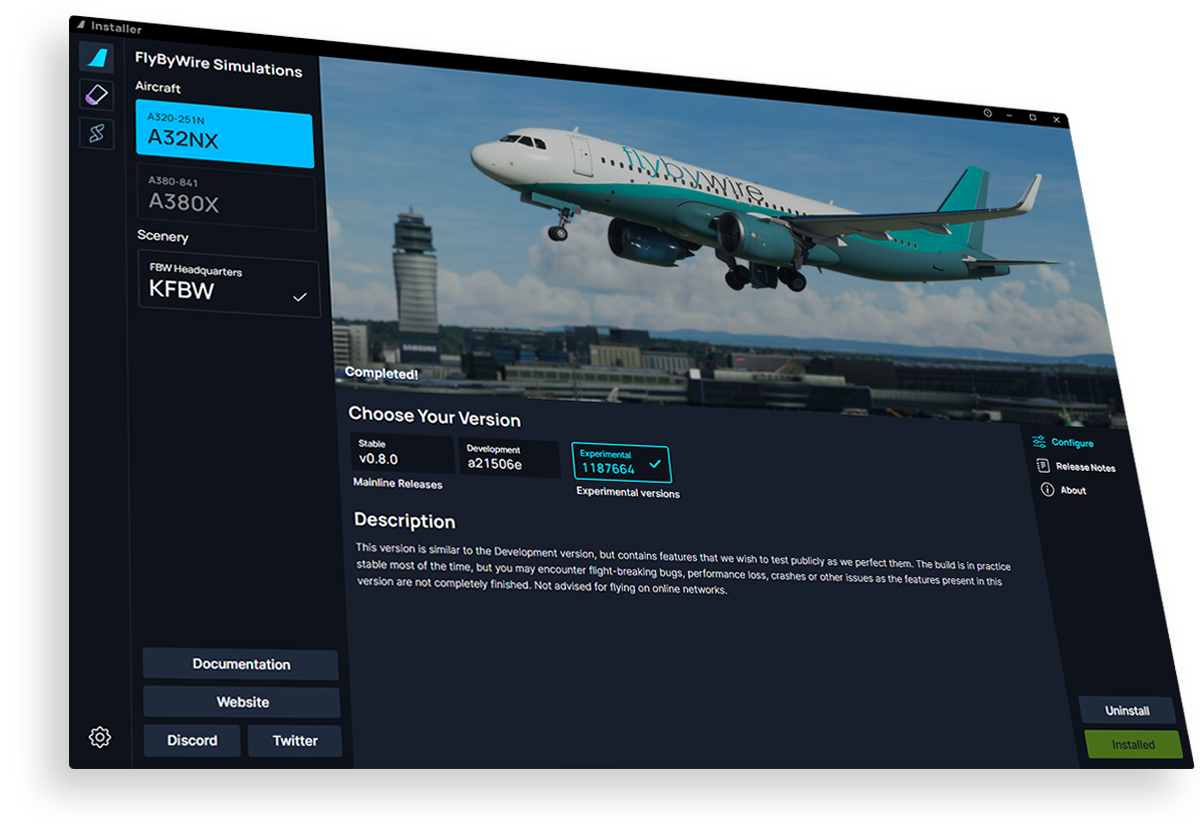 Installer
FlyByWire Simulations
Aircraft
A320-251N
A32NX
A380-841
A380X
Scenery
FBW Headquarters
KFBW
Documentation
Website
Discord
Twitter
flybywire
SAMSUNG
Completed!
Choose Your Version
Stable
v0.8.0
Mainline Releases
Development
a21506e
Experimental
1187664
Experimental versions
Description
This version is similar to the Development version, but contains features that we wish to test publicly as we perfect them. The build is in practice
stable most of the time, but you may encounter flight-breaking bugs, performance loss, crashes or other issues as the features present in this
version are not completely finished. Not advised for flying on online networks.
Configure
Release Notes
About
Uninstall
Installed